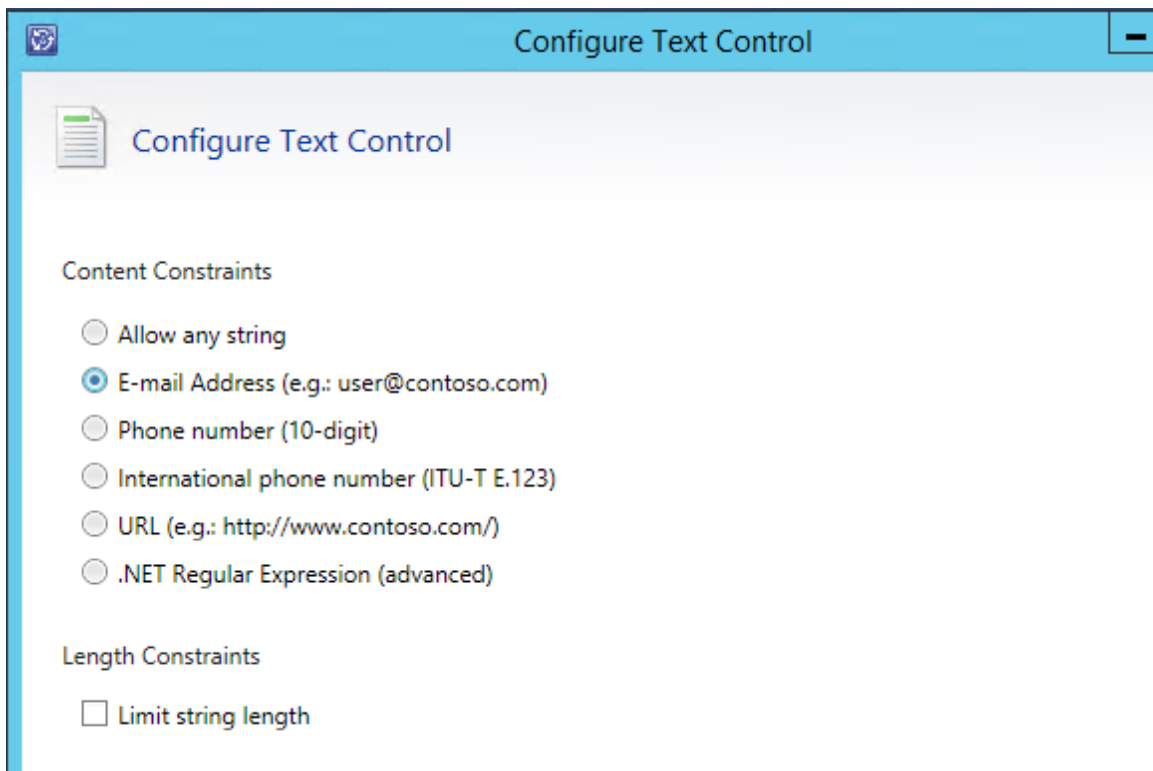 Configure Text Control
Configure Text Control
Content Constraints
Allow any string
E-mail Address (e.g.: user@contoso.com)
Phone number (10-digit)
International phone number (ITU-T E.123)
URL (e.g.: http://www.contoso.com/)
.NET Regular Expression (advanced)
Length Constraints
Limit string length